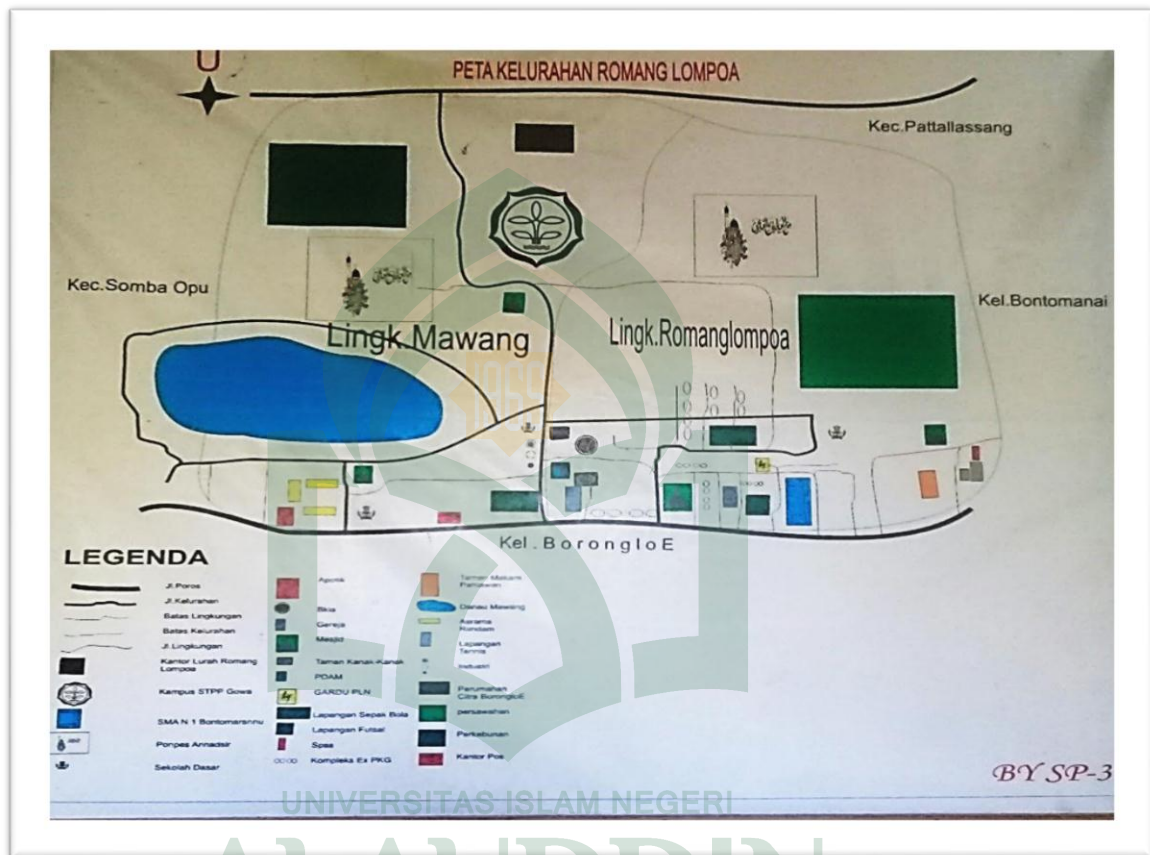 U
PETA KELURAHAN ROMANG LOMPOA
Kec.Pattallassang
Kec.Somba Opu
Kel.Bontomanai
Lingk.Mawang
Lingk.Romanglompoa
1965
Kel.BorongloE
LEGENDA
Jl.Poros
Jl.Kelurahan
Batas Lingkungan
Batas Kelurahan
Jl.Lingkungan
Kantor Lurah Romang
Lompoa
Kampus STPP Gowa
SMA N 1 Bontomarannu
Ponpes Annadsir
Sekolah Dasar
Apotik
Gereja
Mesjid
Taman Kanak-Kanak
PDAM
GARDU PLN
Lapangan Sepak Bola
Lapangan Futsal
Kompleks Ex PKG
Taman Makam
Pahlawan
Danau Mawang
Asrama
Rindam
Lapangan
Tennis
Industri
Perumahan
Citra BorongloE
persawahan
Perkebunan
Kantor Pos
BY SP-3
UNIVERSITAS ISLAM NEGERI
ALAUDDIN